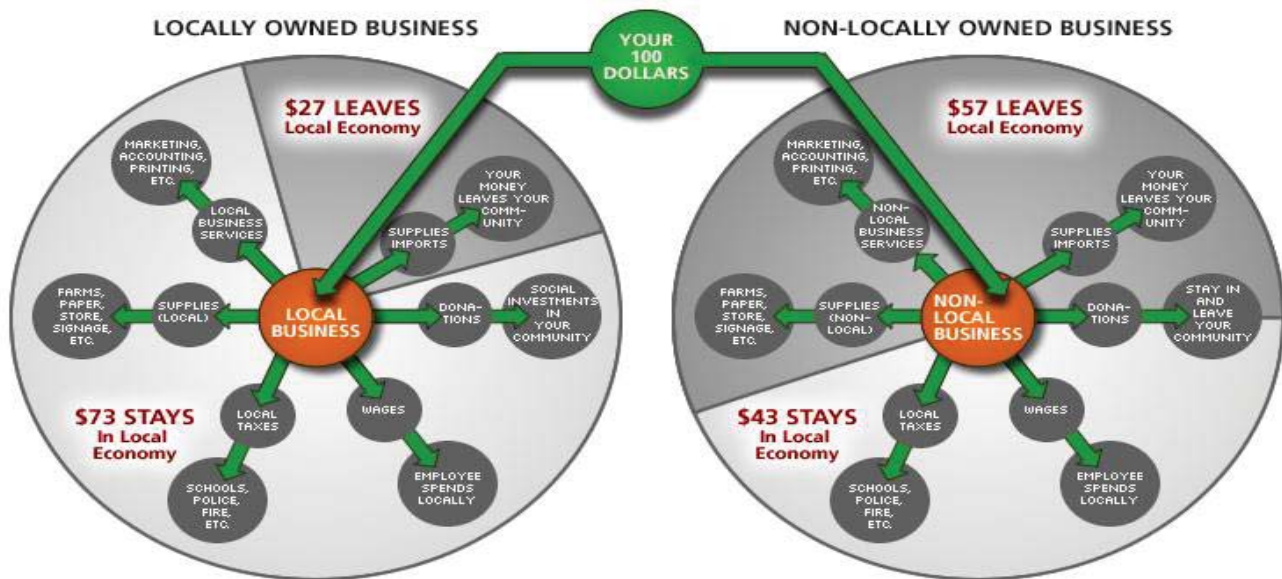 LOCALLY OWNED BUSINESS
YOUR
100
DOLLARS
NON-LOCALLY OWNED BUSINESS
$27 LEAVES
Local Economy
MARKETING,
ACCOUNTING,
PRINTING,
ETC.
LOCAL
BUSINESS
SERVICES
YOUR
MONEY
LEAVES YOUR
COMM-
UNITY
SUPPLIES
IMPORTS
FARMS,
PAPER,
STORE,
SIGNAGE,
ETC.
SUPPLIES
(LOCAL)
LOCAL
BUSINESS
DONA-
TIONS
SOCIAL
INVESTMENTS
IN
YOUR
COMMUNITY
$73 STAYS
In Local
Economy
LOCAL
TAXES
WAGES
SCHOOLS,
POLICE,
FIRE,
ETC.
EMPLOYEE
SPENDS
LOCALLY
$57 LEAVES
Local Economy
MARKETING,
ACCOUNTING,
PRINTING,
ETC.
NON-
LOCAL
BUSINESS
SERVICES
YOUR
MONEY
LEAVES YOUR
COMM-
UNITY
SUPPLIES
IMPORTS
FARMS,
PAPER,
STORE,
SIGNAGE,
ETC.
SUPPLIES
(NON-
LOCAL)
NON-
LOCAL
BUSINESS
DONA-
TIONS
STAY IN
AND
LEAVE
YOUR
COMMUNITY
$43 STAYS
In Local
Economy
LOCAL
TAXES
WAGES
SCHOOLS,
POLICE,
FIRE,
ETC.
EMPLOYEE
SPENDS
LOCALLY